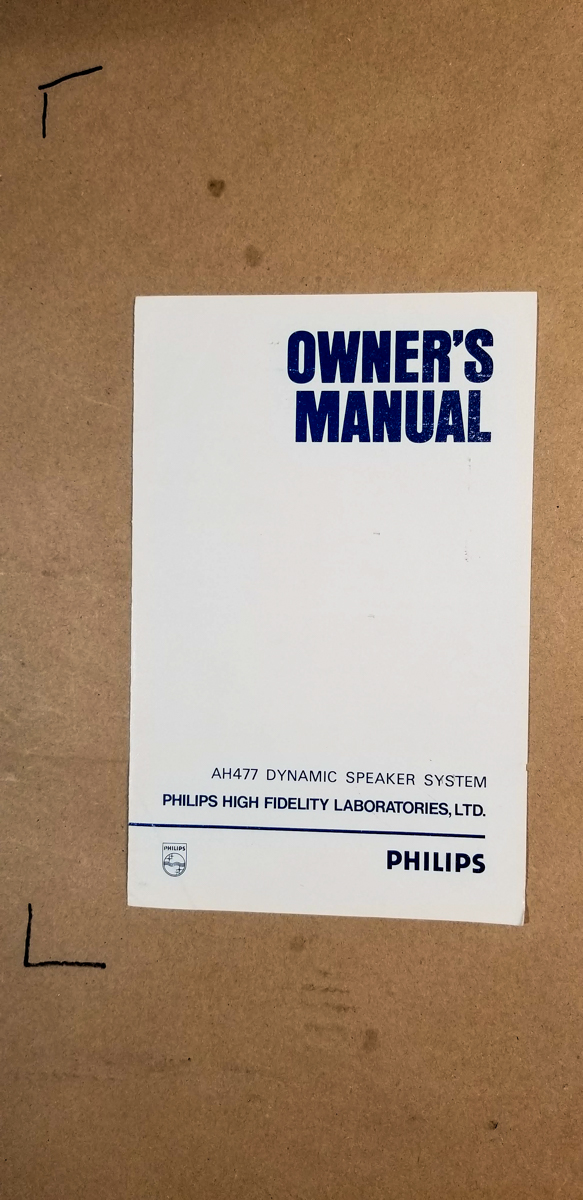 OWNER'S
MANUAL
AH477 DYNAMIC SPEAKER SYSTEM
PHILIPS HIGH FIDELITY LABORATORIES, LTD.
PHILIPS
PHILIPS